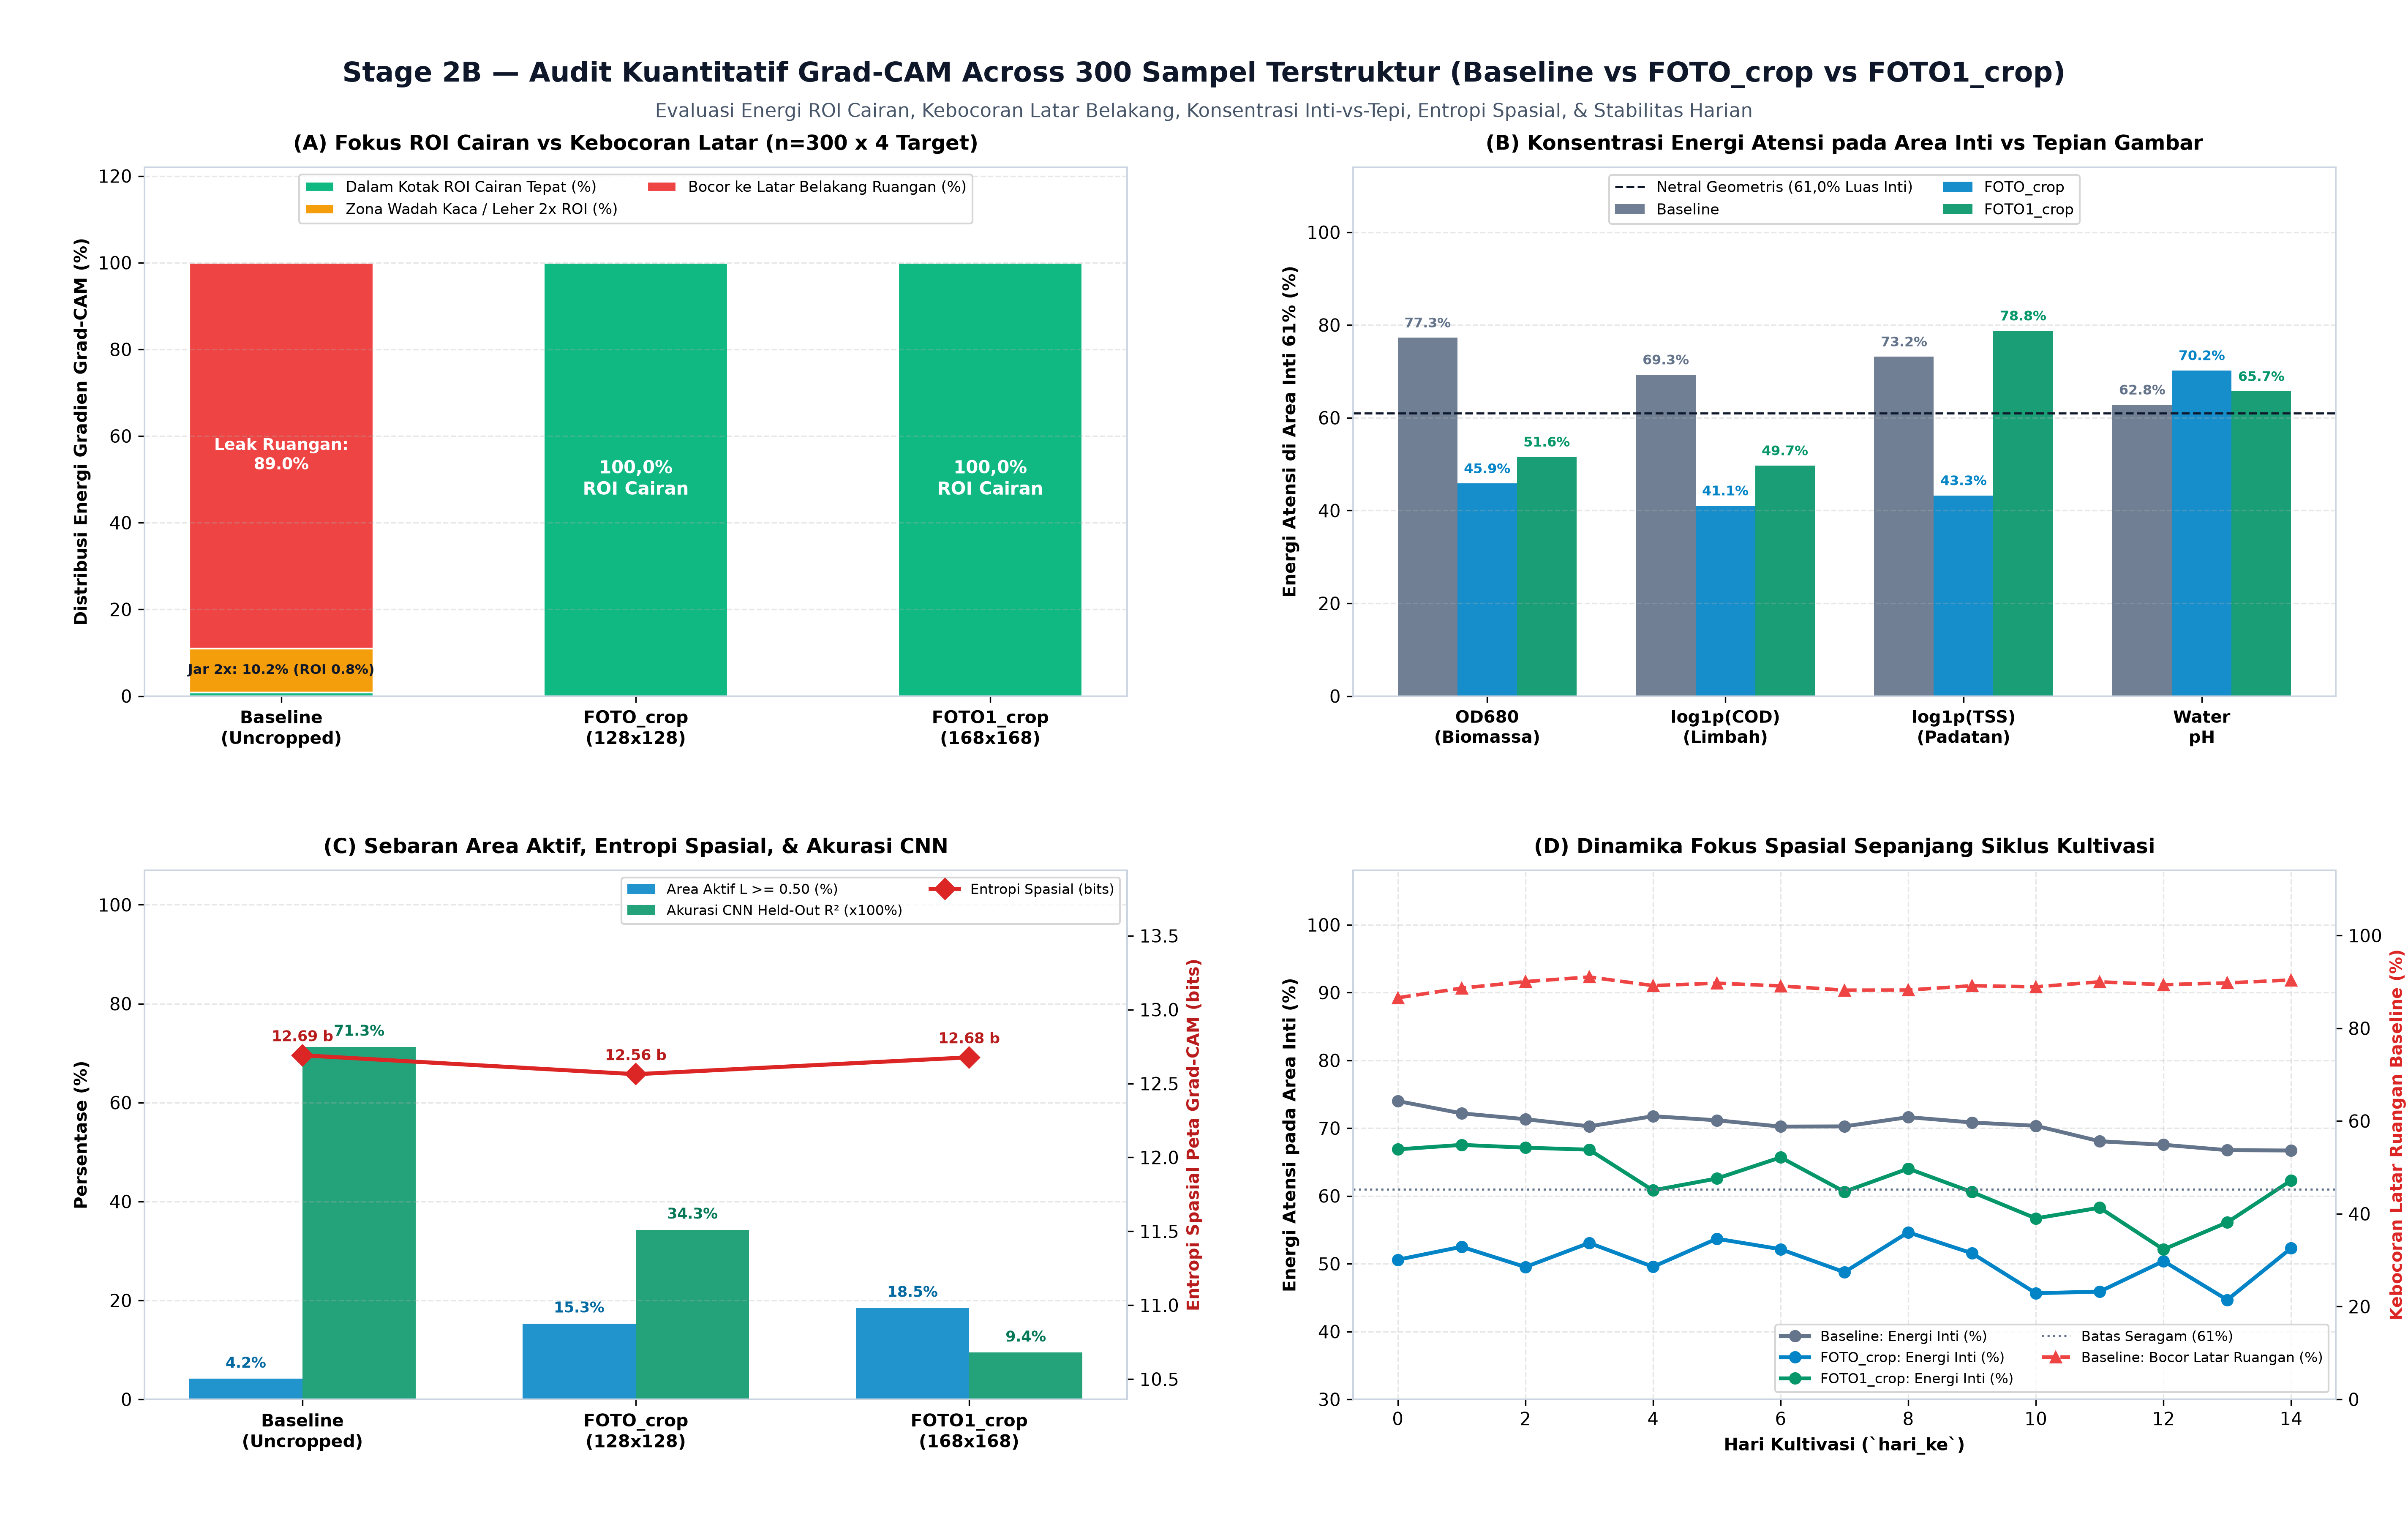 Stage 2B — Audit Kuantitatif Grad-CAM Across 300 Sampel Terstruktur (Baseline vs FOTO_crop vs FOTO1_crop)
Evaluasi Energi ROI Cairan, Kebocoran Latar Belakang, Konsentrasi Inti-vs-Tepi, Entropi Spasial, & Stabilitas Harian
(A) Fokus ROI Cairan vs Kebocoran Latar (n=300 x 4 Target)
Distribusi Energi Gradien Grad-CAM (%)
120
100
80
60
40
20
0
Dalam Kotak ROI Cairan Tepat (%)
Zona Wadah Kaca / Leher 2x ROI (%)
Bocor ke Latar Belakang Ruangan (%)
Leak Ruangan:
89.0%
Jar 2x: 10.2% (ROI 0.8%)
100,0%
ROI Cairan
100,0%
ROI Cairan
Baseline
(Uncropped)
FOTO_crop
(128x128)
FOTO1_crop
(168x168)
(B) Konsentrasi Energi Atensi pada Area Inti vs Tepian Gambar
Energi Atensi di Area Inti 61% (%)
100
80
60
40
20
0
Netral Geometris (61,0% Luas Inti)
Baseline
FOTO_crop
FOTO1_crop
77.3%
45.9%
51.6%
69.3%
41.1%
49.7%
73.2%
43.3%
78.8%
62.8%
70.2%
65.7%
OD680
(Biomassa)
log1p(COD)
(Limbah)
log1p(TSS)
(Padatan)
Water
pH
(C) Sebaran Area Aktif, Entropi Spasial, & Akurasi CNN
Persentase (%)
100
80
60
40
20
0
Area Aktif L >= 0.50 (%)
Akurasi CNN Held-Out R² (x100%)
Entropi Spasial (bits)
12.69 b
71.3%
4.2%
12.56 b
15.3%
34.3%
12.68 b
18.5%
9.4%
13.5
13.0
12.5
12.0
11.5
11.0
10.5
Entropi Spasial Peta Grad-CAM (bits)
Baseline
(Uncropped)
FOTO_crop
(128x128)
FOTO1_crop
(168x168)
(D) Dinamika Fokus Spasial Sepanjang Siklus Kultivasi
Energi Atensi pada Area Inti (%)
100
90
80
70
60
50
40
30
Baseline: Energi Inti (%)
FOTO_crop: Energi Inti (%)
FOTO1_crop: Energi Inti (%)
Batas Seragam (61%)
Baseline: Bocor Latar Ruangan (%)
100
80
60
40
20
0
Kebocoran Latar Ruangan Baseline (%)
0 2 4 6 8 10 12 14
Hari Kultivasi (`hari_ke`)